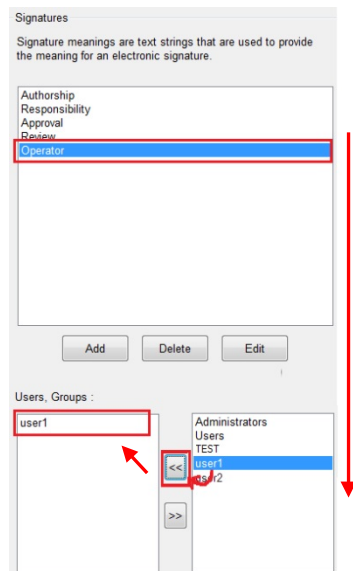 Signatures
Signature meanings are text strings that are used to provide
the meaning for an electronic signature.
Authorship
Responsibility
Approval
Review
Operator
Add Delete Edit
Users, Groups :
user1
Administrators
Users
TEST
user1
user2
<<
>>